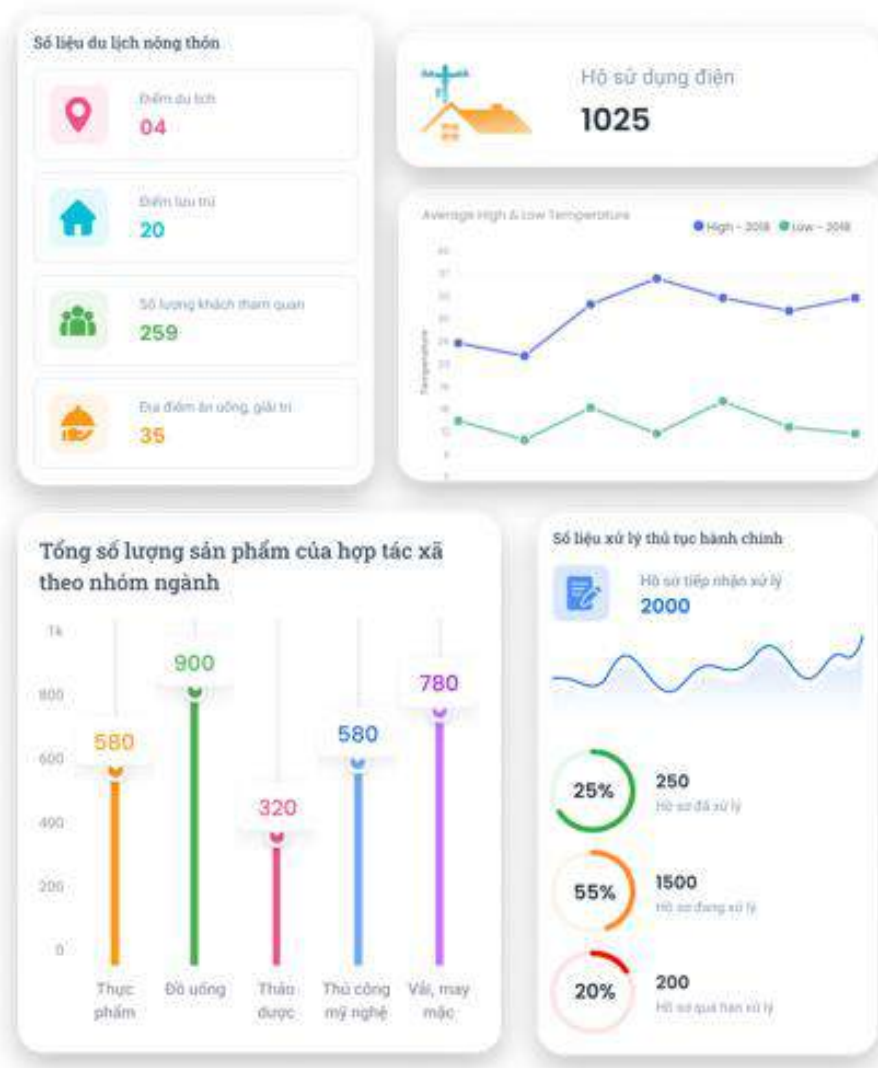 Số liệu du lịch nông thôn
Điểm du lịch
04
Điểm lưu trú
20
Số lượng khách tham quan
259
Địa điểm ăn uống, giải trí
35
Hộ sử dụng điện
1025
Average High & Low Temperature
High - 2018 Low - 2018
Temperature
Tổng số lượng sản phẩm của hợp tác xã
theo nhóm ngành
1k
800
600
400
200
0
580
900
320
580
780
Thực
phẩm
Đồ uống
Thảo
dược
Thủ công
mỹ nghệ
Vải, may
mặc
Số liệu xử lý thủ tục hành chính
Hồ sơ tiếp nhận xử lý
2000
25%
250
Hồ sơ đã xử lý
55%
1500
Hồ sơ đang xử lý
20%
200
Hồ sơ quá hạn xử lý